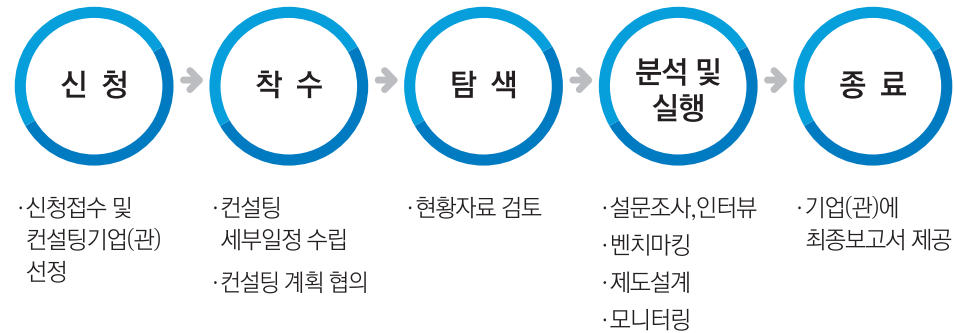 신 청
착 수
탐 색
분석 및
실행
종 료
·신청접수 및
컨설팅기업(관)
선정
·컨설팅
세부일정 수립
·컨설팅 계획 협의
·현황자료 검토
·설문조사,인터뷰
·벤치마킹
·제도설계
·모니터링
·기업(관)에
최종보고서 제공